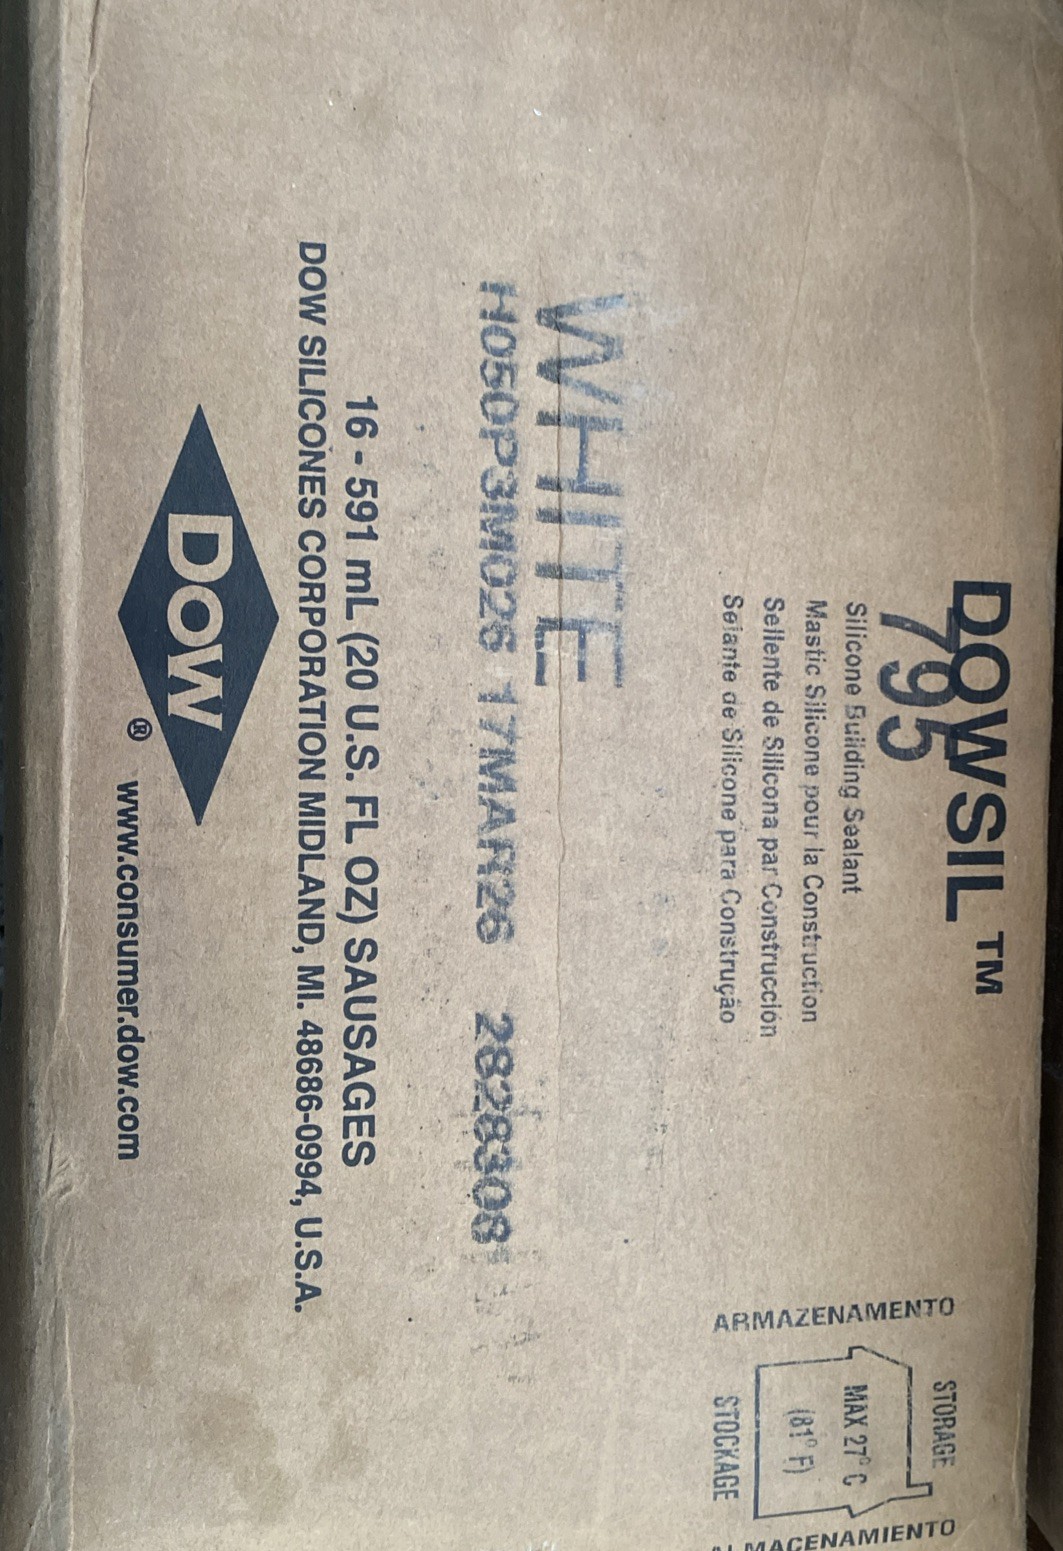 DOWSIL™
795
Silicone Building Sealant
Mastic Silicone pour la Construction
Sellente de Silicona par Construcción
Selante de Silicone para Construção
WHITE
H050P3M026 17MAR26 2828308
16 - 591 mL (20 U.S. FL OZ) SAUSAGES
DOW SILICONES CORPORATION MIDLAND, MI. 48686-0994, U.S.A.
DOW®
www.consumer.dow.com
STORAGE
ARMAZENAMENTO
MAX 27° C
(81° F)
ALMACENAMIENTO
STOCKAGE